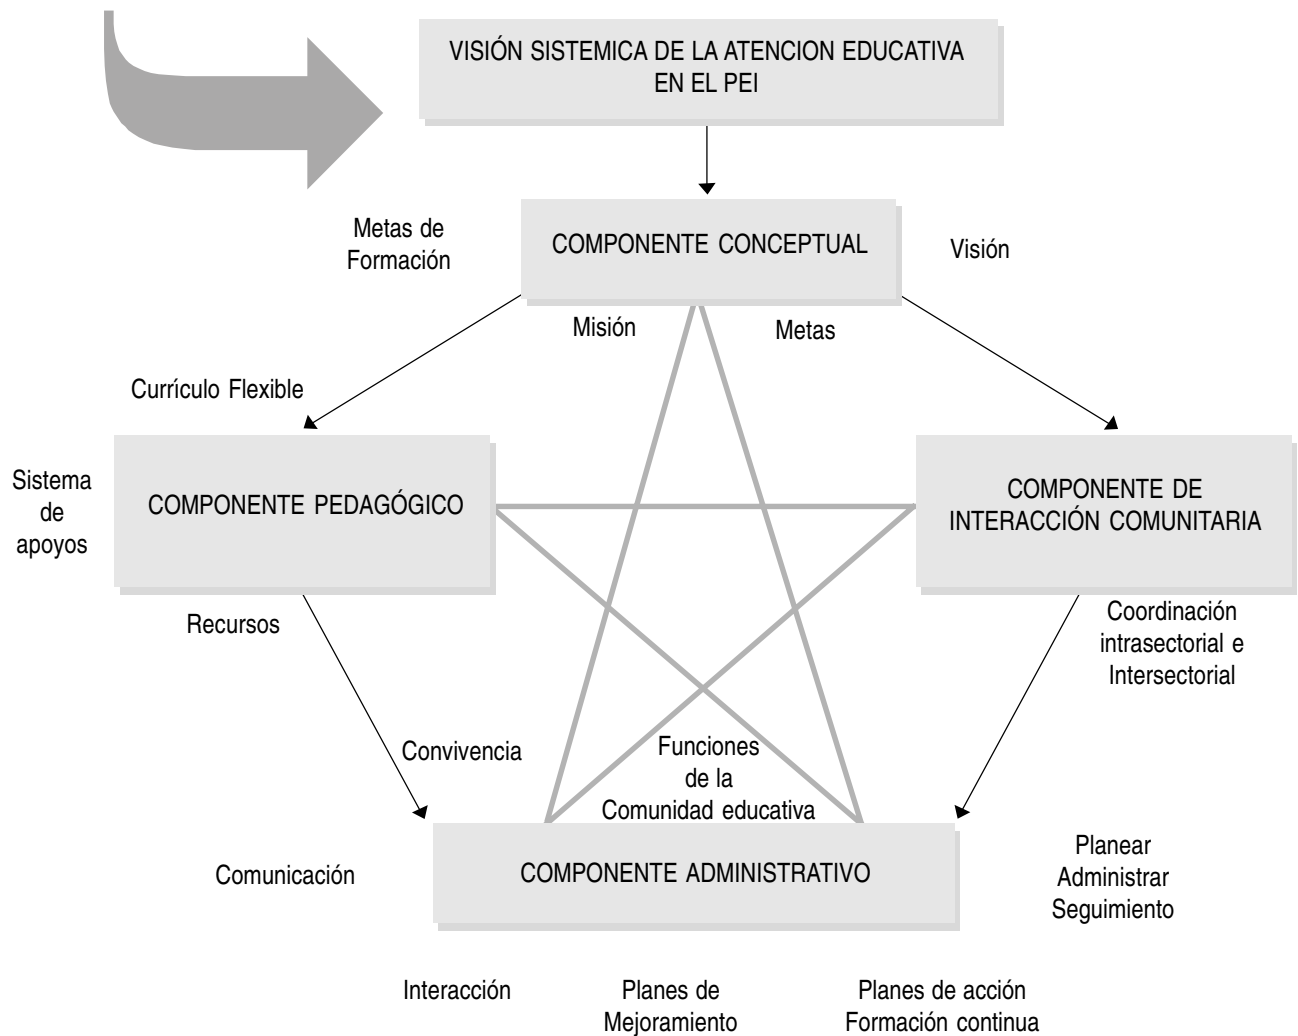 VISIÓN SISTEMICA DE LA ATENCION EDUCATIVA
EN EL PEI
Metas de
Formación
COMPONENTE CONCEPTUAL
Visión
Misión
Metas
Currículo Flexible
Sistema
de
apoyos
COMPONENTE PEDAGÓGICO
COMPONENTE DE
INTERACCIÓN COMUNITARIA
Recursos
Coordinación
intrasectorial e
Intersectorial
Convivencia
Funciones
de la
Comunidad educativa
Comunicación
COMPONENTE ADMINISTRATIVO
Planear
Administrar
Seguimiento
Interacción
Planes de
Mejoramiento
Planes de acción
Formación continua